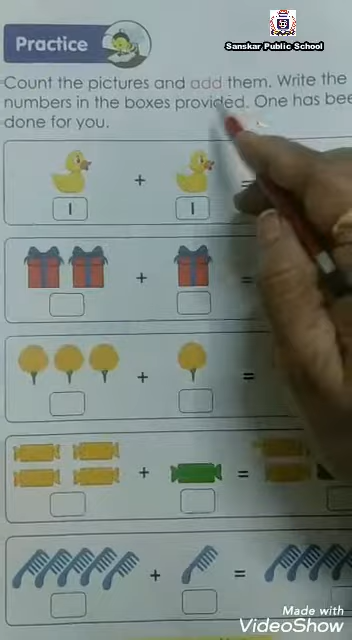 Sanskar Public School
Practice
Count the pictures and add them. Write the
numbers in the boxes provided. One has
done for you.
+ =
1 1
+ =
+ =
+ =
+ =
Made with
VideoShow